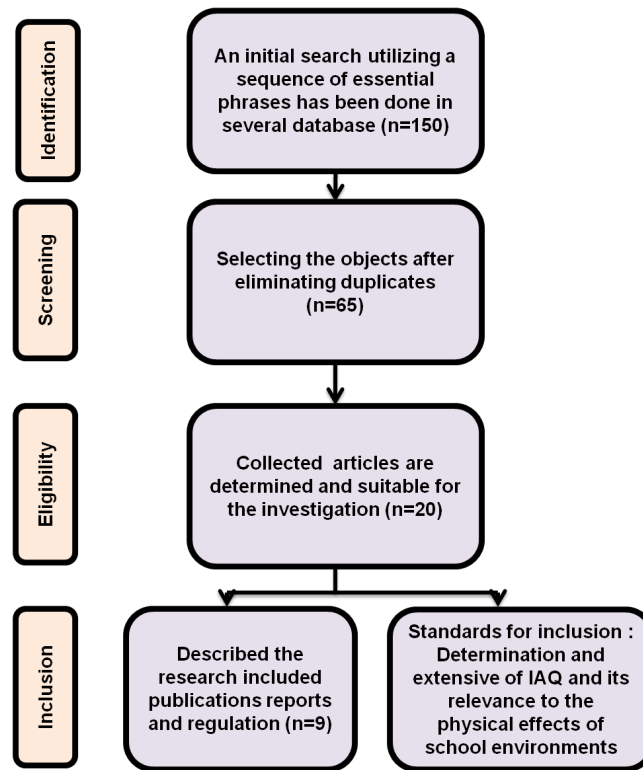 Identification
An initial search utilizing a
sequence of essential
phrases has been done in
several database (n=150)
Screening
Selecting the objects after
eliminating duplicates
(n=65)
Eligibility
Collected articles are
determined and suitable for
the investigation (n=20)
Inclusion
Described the
research included
publications reports
and regulation (n=9)
Standards for inclusion :
Determination and
extensive of IAQ and its
relevance to the
physical effects of
school environments